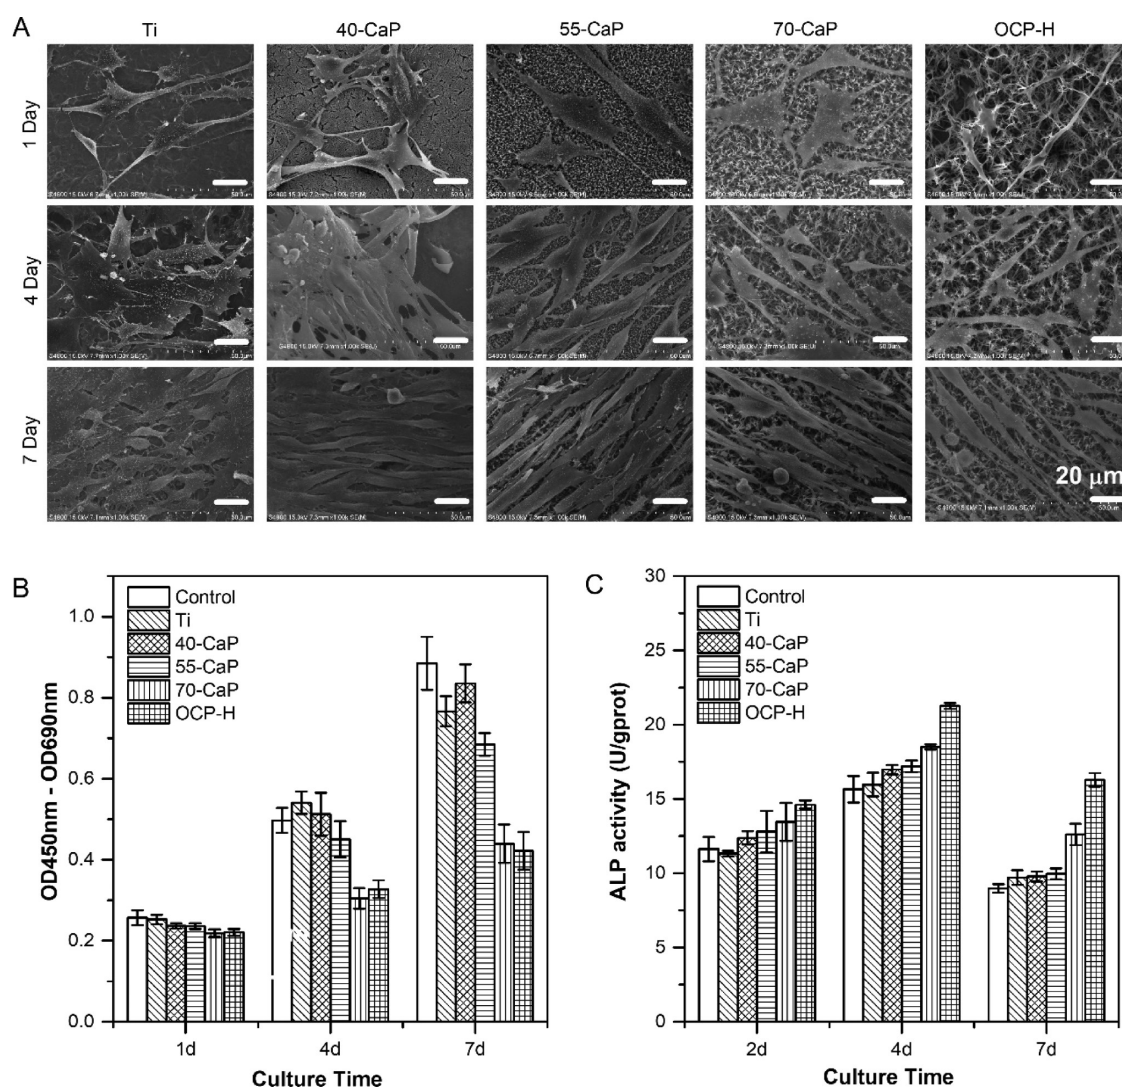 A
Ti
40-CaP
55-CaP
70-CaP
OCP-H
1 Day
4 Day
7 Day
20 μm
B
Control
Ti
40-CaP
55-CaP
70-CaP
OCP-H
OD450nm - OD690nm
1.0
0.8
0.6
0.4
0.2
0.0
1d
4d
7d
Culture Time
C
Control
Ti
40-CaP
55-CaP
70-CaP
OCP-H
ALP activity (U/gprot)
30
25
20
15
10
5
0
2d
4d
7d
Culture Time